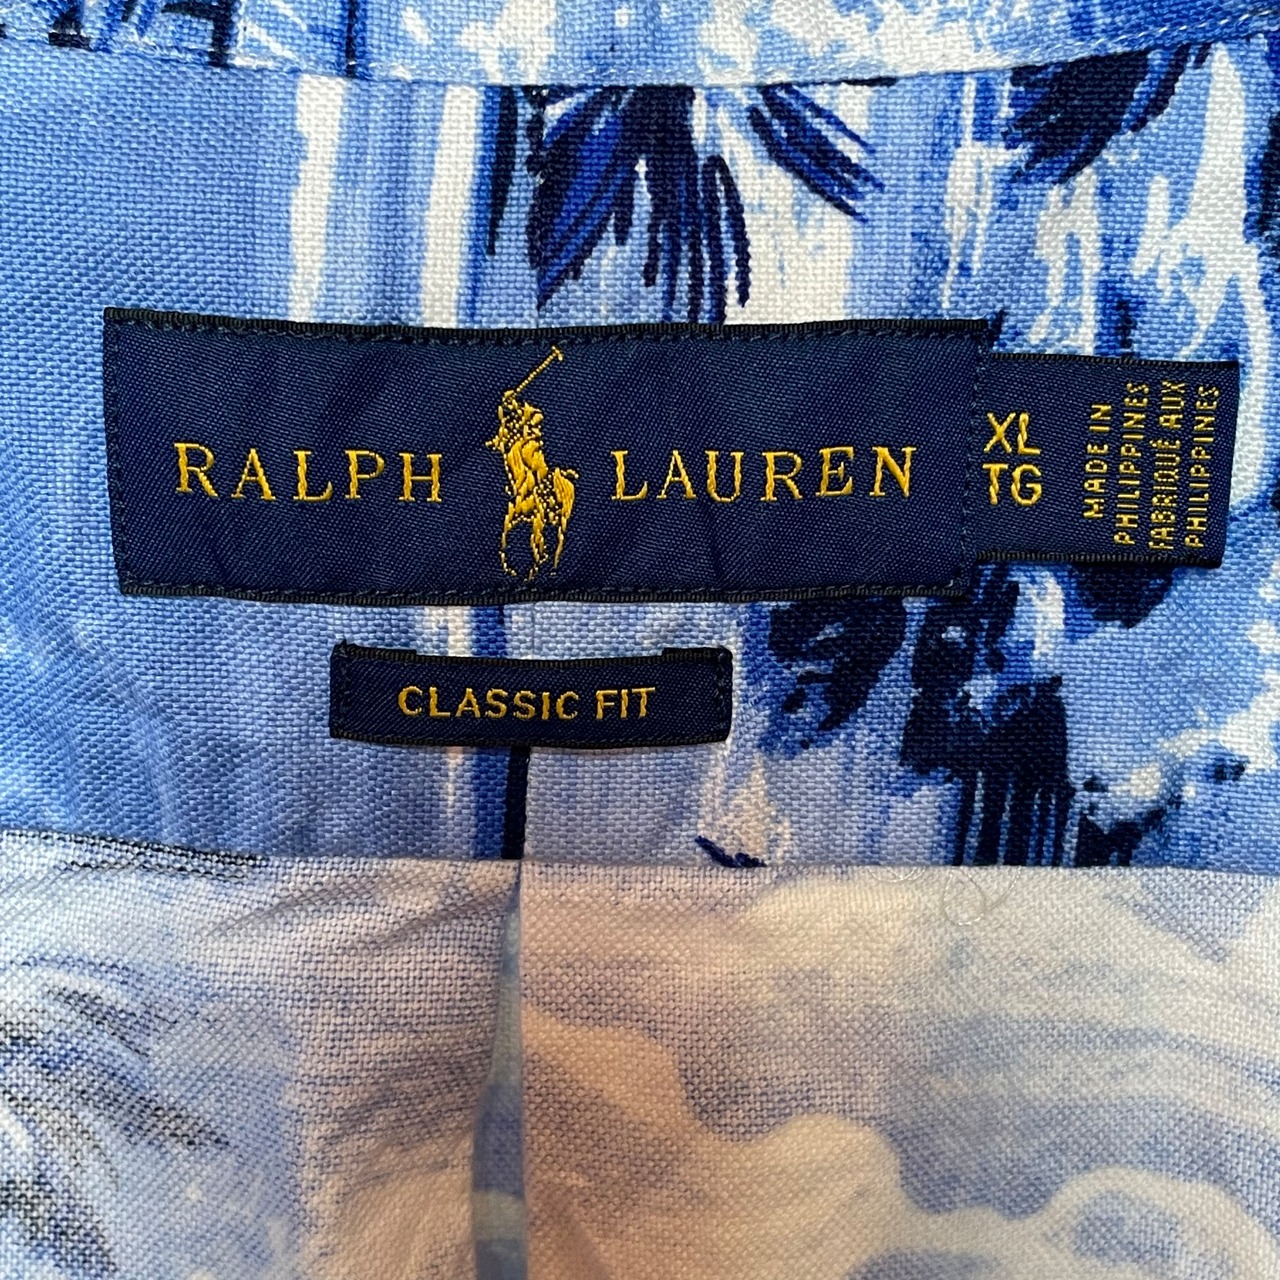 RALPH LAUREN
XL
TG
MADE IN
PHILIPPINES
FABRIQUÉ AUX
PHILIPPINES
CLASSIC FIT